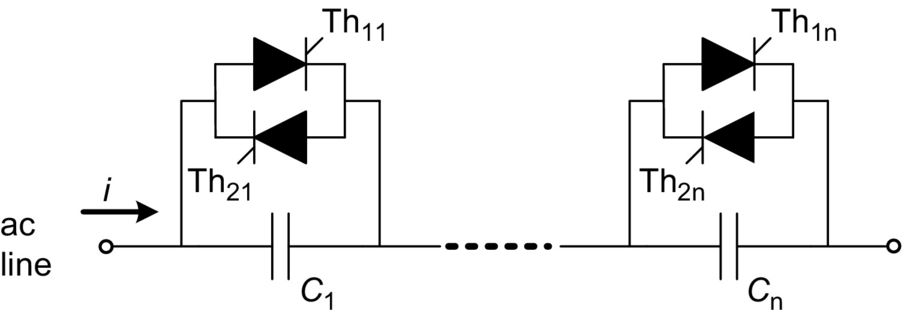 Th11
Th1n
Th21
Th2n
i
ac
line
C1
Cn